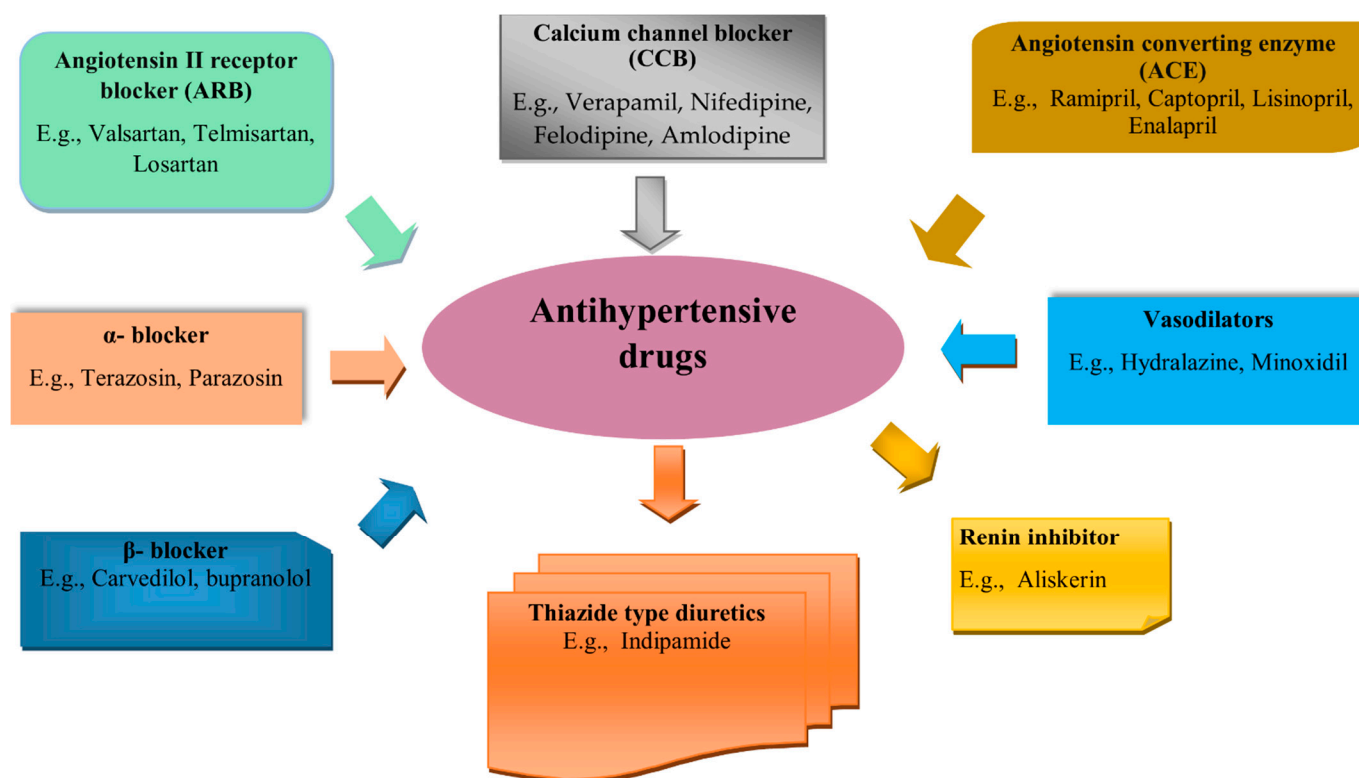 Angiotensin II receptor
blocker (ARB)
E.g., Valsartan, Telmisartan,
Losartan
Calcium channel blocker
(CCB)
E.g., Verapamil, Nifedipine,
Felodipine, Amlodipine
Angiotensin converting enzyme
(ACE)
E.g., Ramipril, Captopril, Lisinopril,
Enalapril
Antihypertensive
drugs
α- blocker
E.g., Terazosin, Parazosin
Vasodilators
E.g., Hydralazine, Minoxidil
β- blocker
E.g., Carvedilol, bupranolol
Thiazide type diuretics
E.g., Indipamide
Renin inhibitor
E.g., Aliskerin